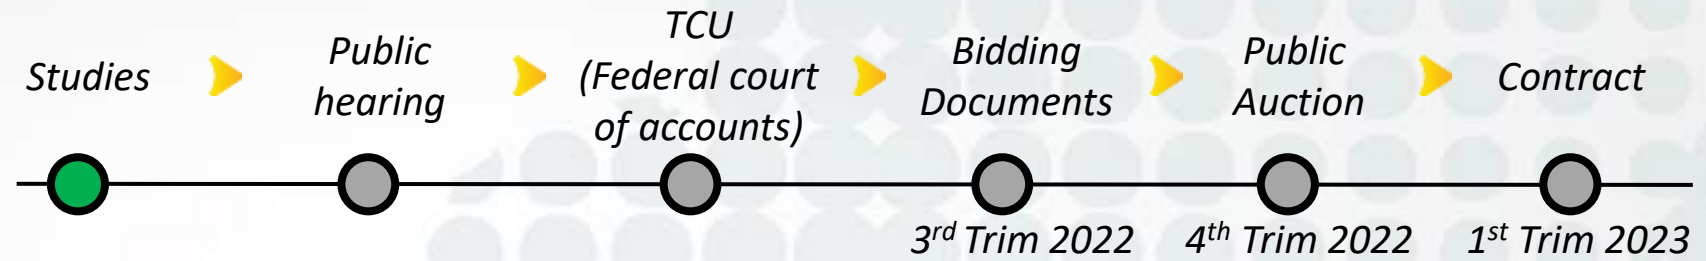 Studies
Public
hearing
TCU
(Federal court
of accounts)
Bidding
Documents
Public
Auction
Contract
3rd Trim 2022
4th Trim 2022
1st Trim 2023